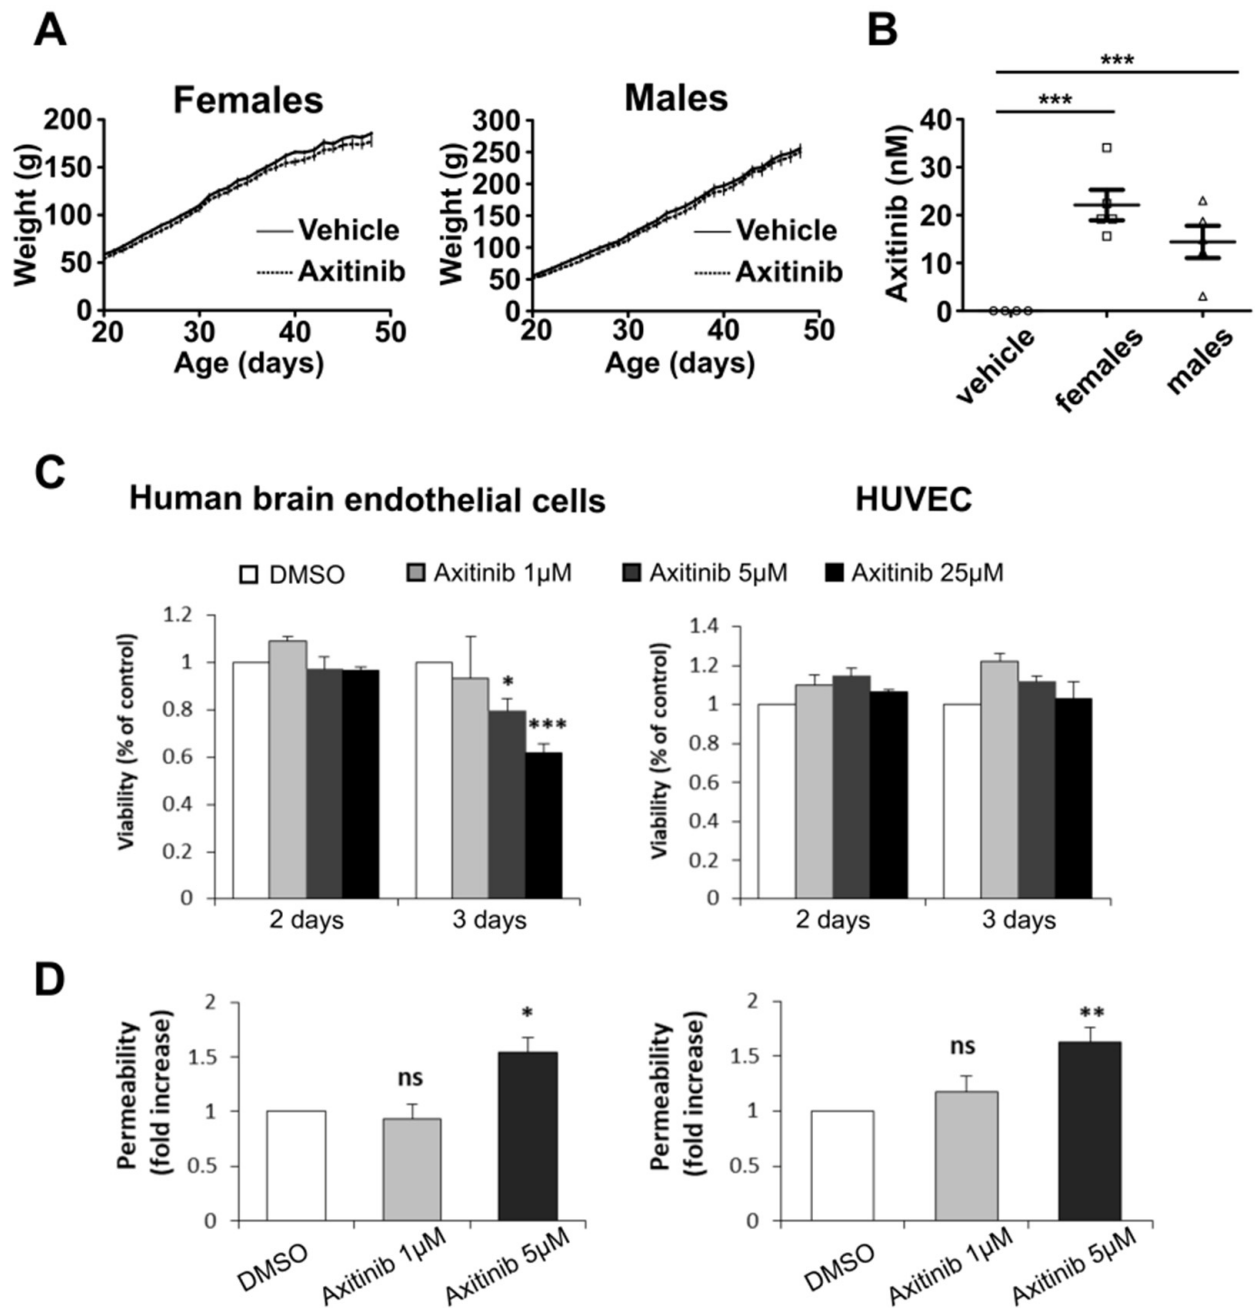 A
B
Females
Males
***
***
Weight (g)
200
150
100
50
0
Vehicle
Axitinib
20
30
40
50
Age (days)
Weight (g)
300
250
200
150
100
50
0
Vehicle
Axitinib
20
30
40
50
Age (days)
Axitinib (nM)
40
30
20
10
0
vehicle
females
males
C
Human brain endothelial cells
HUVEC
DMSO
Axitinib 1µM
Axitinib 5µM
Axitinib 25µM
Viability (% of control)
1.2
1
0.8
0.6
0.4
0.2
0
*
***
2 days
3 days
Viability (% of control)
1.4
1.2
1
0.8
0.6
0.4
0.2
0
2 days
3 days
D
Permeability
(fold increase)
2
1.5
1
0.5
0
ns
*
DMSO
Axitinib 1µM
Axitinib 5µM
Permeability
(fold increase)
2
1.5
1
0.5
0
ns
**
DMSO
Axitinib 1µM
Axitinib 5µM